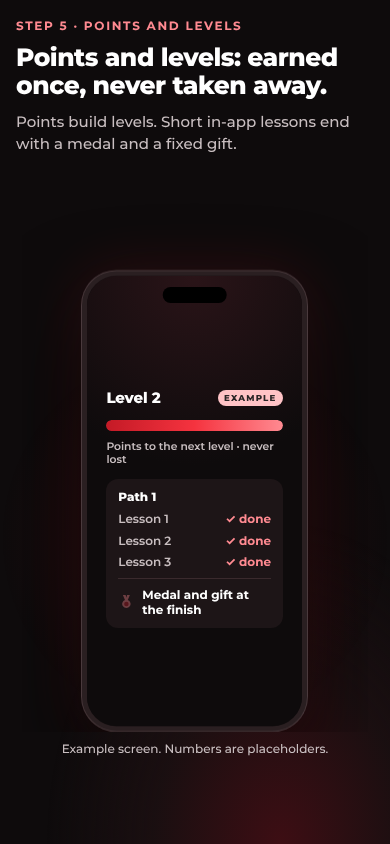 STEP 5 · POINTS AND LEVELS
Points and levels: earned
once, never taken away.
Points build levels. Short in-app lessons end
with a medal and a fixed gift.
Level 2
EXAMPLE
Points to the next level · never
lost
Path 1
Lesson 1 ✓ done
Lesson 2 ✓ done
Lesson 3 ✓ done
Medal and gift at
the finish
Example screen. Numbers are placeholders.